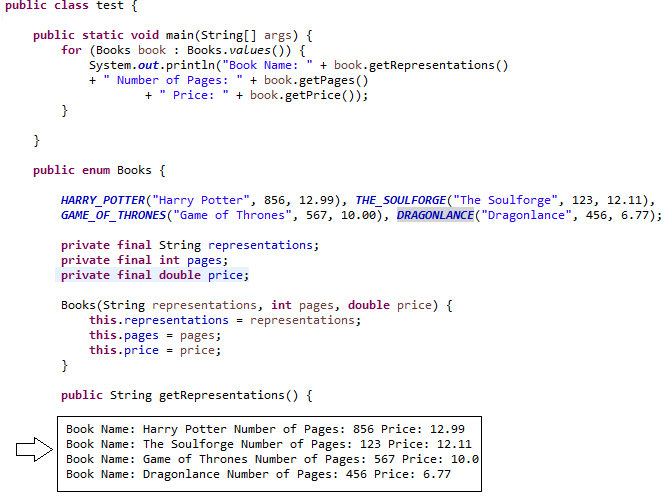 public class test {
public static void main(String[] args) {
for (Books book : Books.values()) {
System.out.println("Book Name: " + book.getRepresentations()
+ " Number of Pages: " + book.getPages()
+ " Price: " + book.getPrice());
}
}
public enum Books {
HARRY_POTTER("Harry Potter", 856, 12.99), THE_SOULFORGE("The Soulforge", 123, 12.11),
GAME_OF_THRONES("Game of Thrones", 567, 10.00), DRAGONLANCE("Dragonlance", 456, 6.77);
private final String representations;
private final int pages;
private final double price;
Books(String representations, int pages, double price) {
this.representations = representations;
this.pages = pages;
this.price = price;
}
public String getRepresentations() {
Book Name: Harry Potter Number of Pages: 856 Price: 12.99
Book Name: The Soulforge Number of Pages: 123 Price: 12.11
Book Name: Game of Thrones Number of Pages: 567 Price: 10.0
Book Name: Dragonlance Number of Pages: 456 Price: 6.77